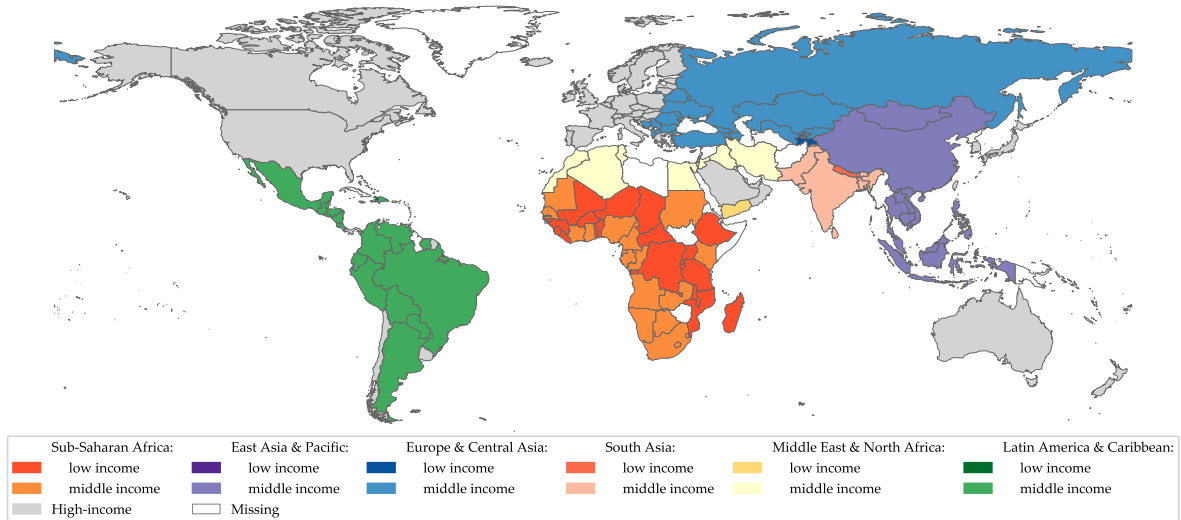 Sub-Saharan Africa: East Asia & Pacific: Europe & Central Asia: South Asia: Middle East & North Africa: Latin America & Caribbean:
low income low income low income low income low income low income
middle income middle income middle income middle income middle income middle income
High-income Missing